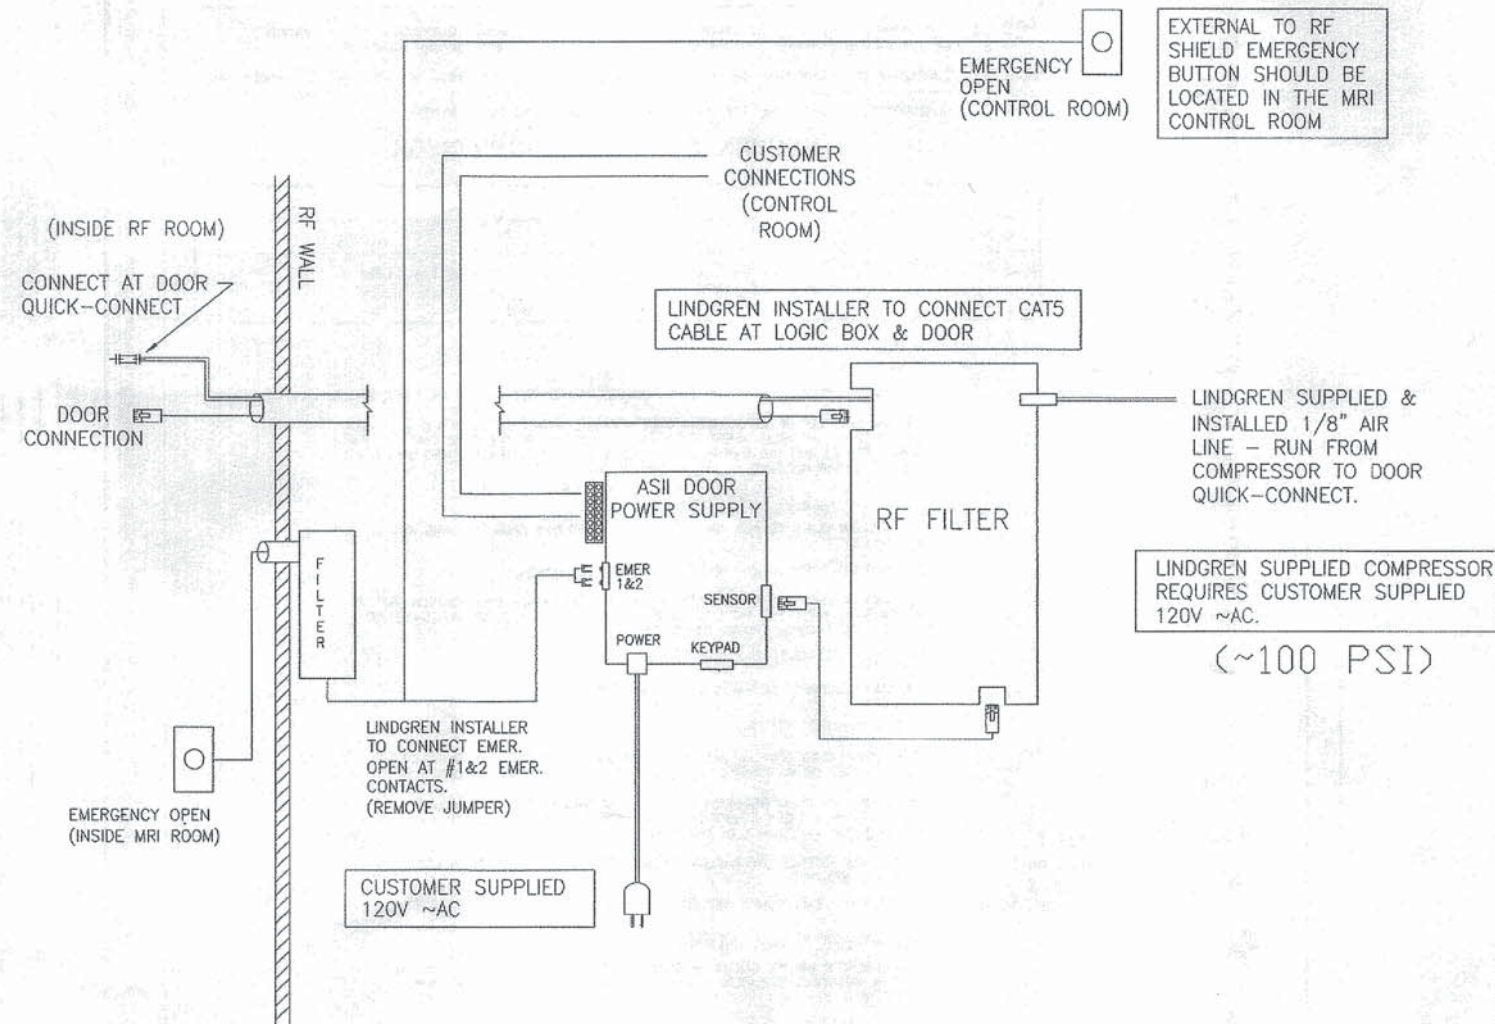 EMERGENCY
OPEN
(CONTROL ROOM)
EXTERNAL TO RF
SHIELD EMERGENCY
BUTTON SHOULD BE
LOCATED IN THE MRI
CONTROL ROOM
CUSTOMER
CONNECTIONS
(CONTROL
ROOM)
(INSIDE RF ROOM)
RF WALL
CONNECT AT DOOR
QUICK-CONNECT
LINDGREN INSTALLER TO CONNECT CAT5
CABLE AT LOGIC BOX & DOOR
DOOR
CONNECTION
LINDGREN SUPPLIED &
INSTALLED 1/8" AIR
LINE – RUN FROM
COMPRESSOR TO DOOR
QUICK-CONNECT.
ASII DOOR
POWER SUPPLY
RF FILTER
FILTER
EMER
1&2
SENSOR
POWER
KEYPAD
LINDGREN SUPPLIED COMPRESSOR
REQUIRES CUSTOMER SUPPLIED
120V ~AC.
(~100 PSI)
LINDGREN INSTALLER
TO CONNECT EMER.
OPEN AT #1&2 EMER.
CONTACTS.
(REMOVE JUMPER)
EMERGENCY OPEN
(INSIDE MRI ROOM)
CUSTOMER SUPPLIED
120V ~AC